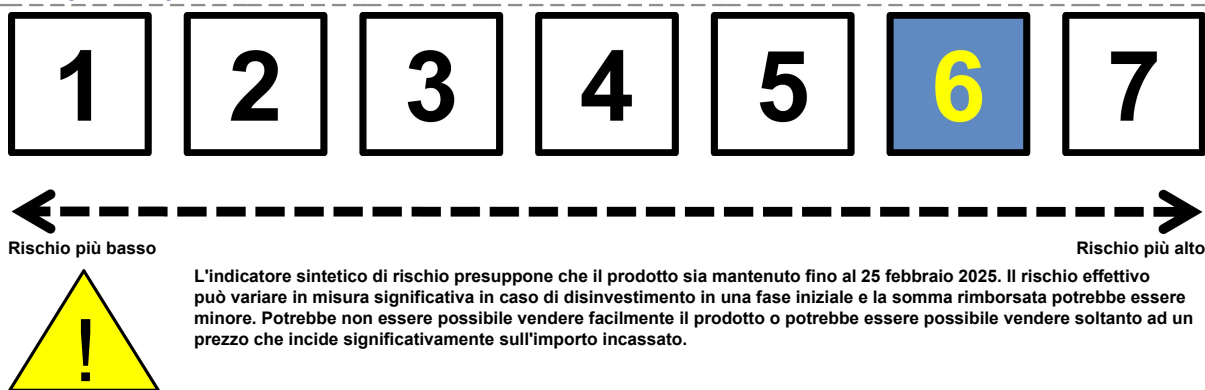 1 2 3 4 5 6 7
Rischio più basso Rischio più alto
L'indicatore sintetico di rischio presuppone che il prodotto sia mantenuto fino al 25 febbraio 2025. Il rischio effettivo
può variare in misura significativa in caso di disinvestimento in una fase iniziale e la somma rimborsata potrebbe essere
minore. Potrebbe non essere possibile vendere facilmente il prodotto o potrebbe essere possibile vendere soltanto ad un
prezzo che incide significativamente sull'importo incassato.
!